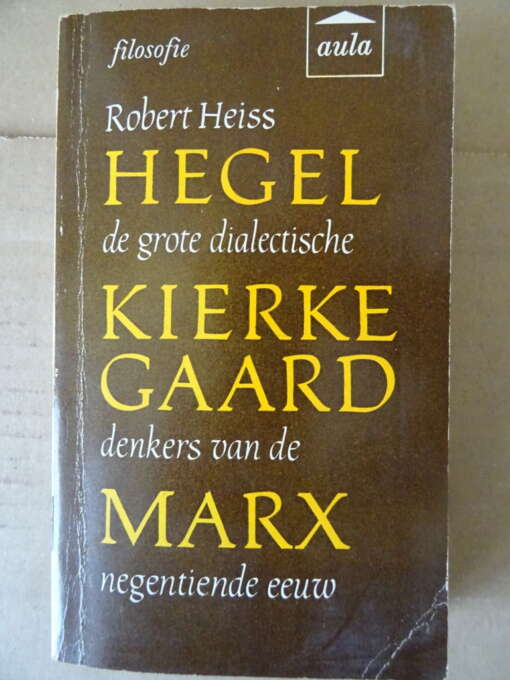 filosofie
aula
Robert Heiss
HEGEL
de grote dialectische
KIERKE
GAARD
denkers van de
MARX
negentiende eeuw